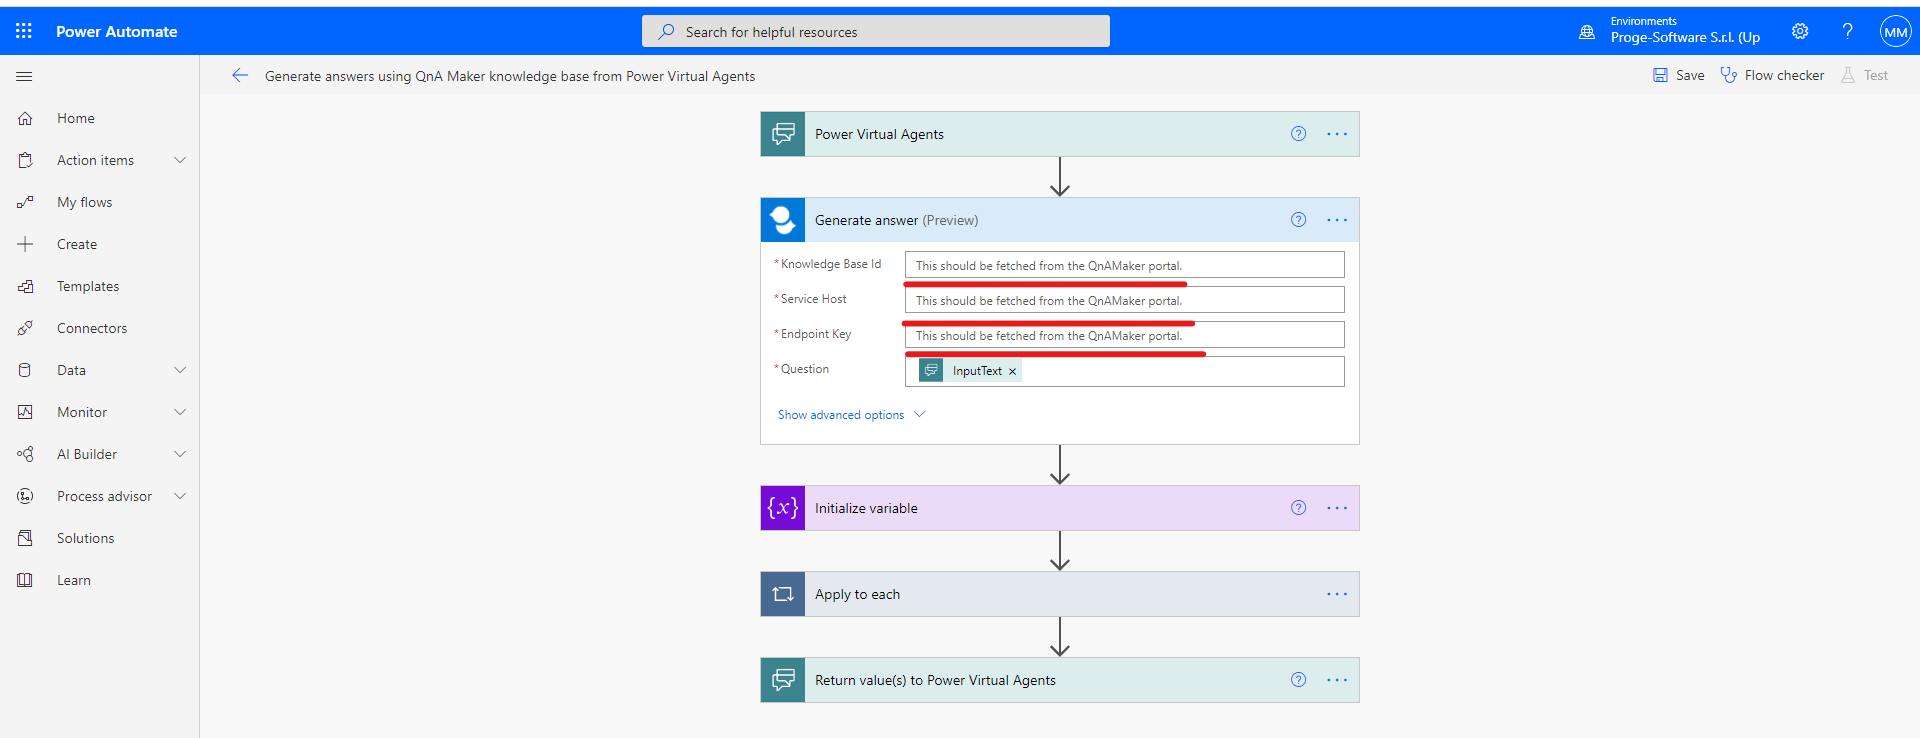 Power Automate
Search for helpful resources
Environments
Proge-Software S.r.l. (Up
?
MM
Generate answers using QnA Maker knowledge base from Power Virtual Agents
Save
Flow checker
Test
Home
Action items
My flows
Create
Templates
Connectors
Data
Monitor
AI Builder
Process advisor
Solutions
Learn
Power Virtual Agents
Generate answer (Preview)
* Knowledge Base Id
This should be fetched from the QnAMaker portal.
* Service Host
This should be fetched from the QnAMaker portal.
* Endpoint Key
This should be fetched from the QnAMaker portal.
* Question
InputText ×
Show advanced options
{x} Initialize variable
Apply to each
Return value(s) to Power Virtual Agents